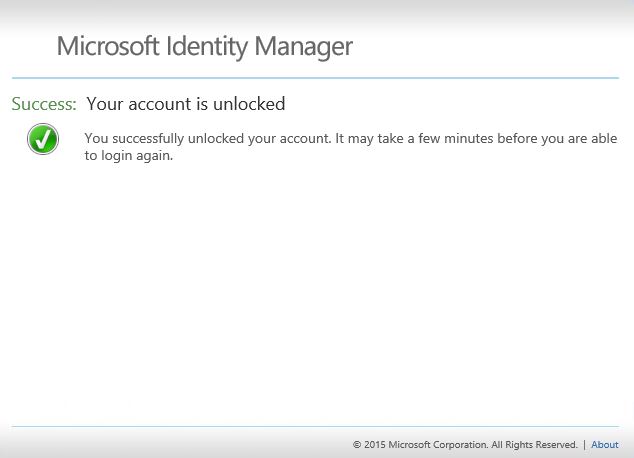 Microsoft Identity Manager
Success: Your account is unlocked
You successfully unlocked your account. It may take a few minutes before you are able
to login again.
© 2015 Microsoft Corporation. All Rights Reserved. | About